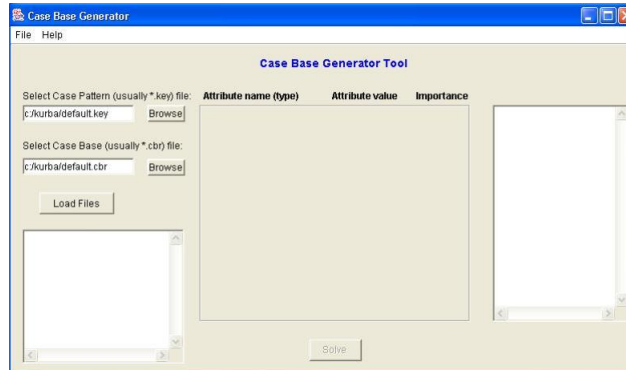 Case Base Generator
File Help
Case Base Generator Tool
Select Case Pattern (usually *.key) file:
Attribute name (type) Attribute value Importance
c:/kurba/default.key Browse
Select Case Base (usually *.cbr) file:
c:/kurba/default.cbr Browse
Load Files
Solve